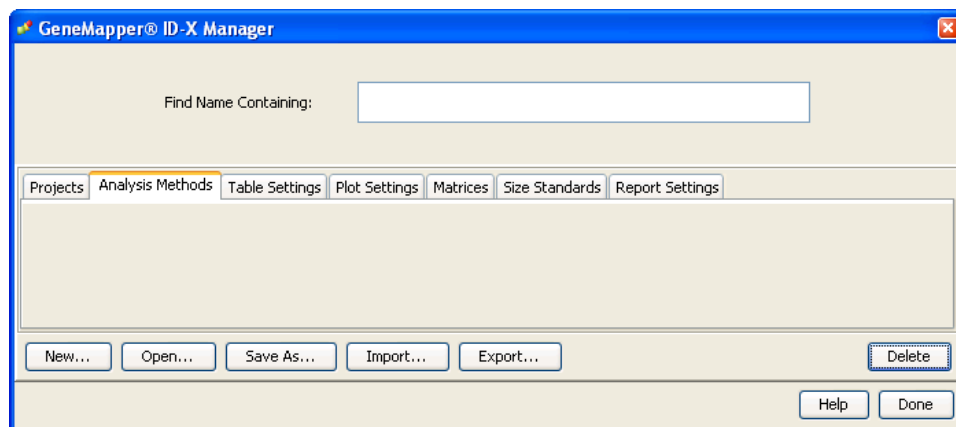 GeneMapper® ID-X Manager
Find Name Containing:
Projects Analysis Methods Table Settings Plot Settings Matrices Size Standards Report Settings
New... Open... Save As... Import... Export... Delete
Help Done